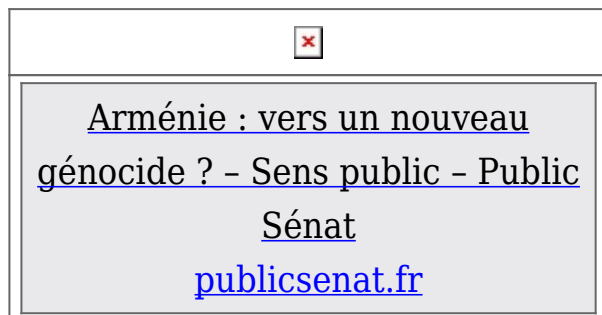 Arménie : vers un nouveau
génocide ? – Sens public – Public
Sénat
publicsenat.fr